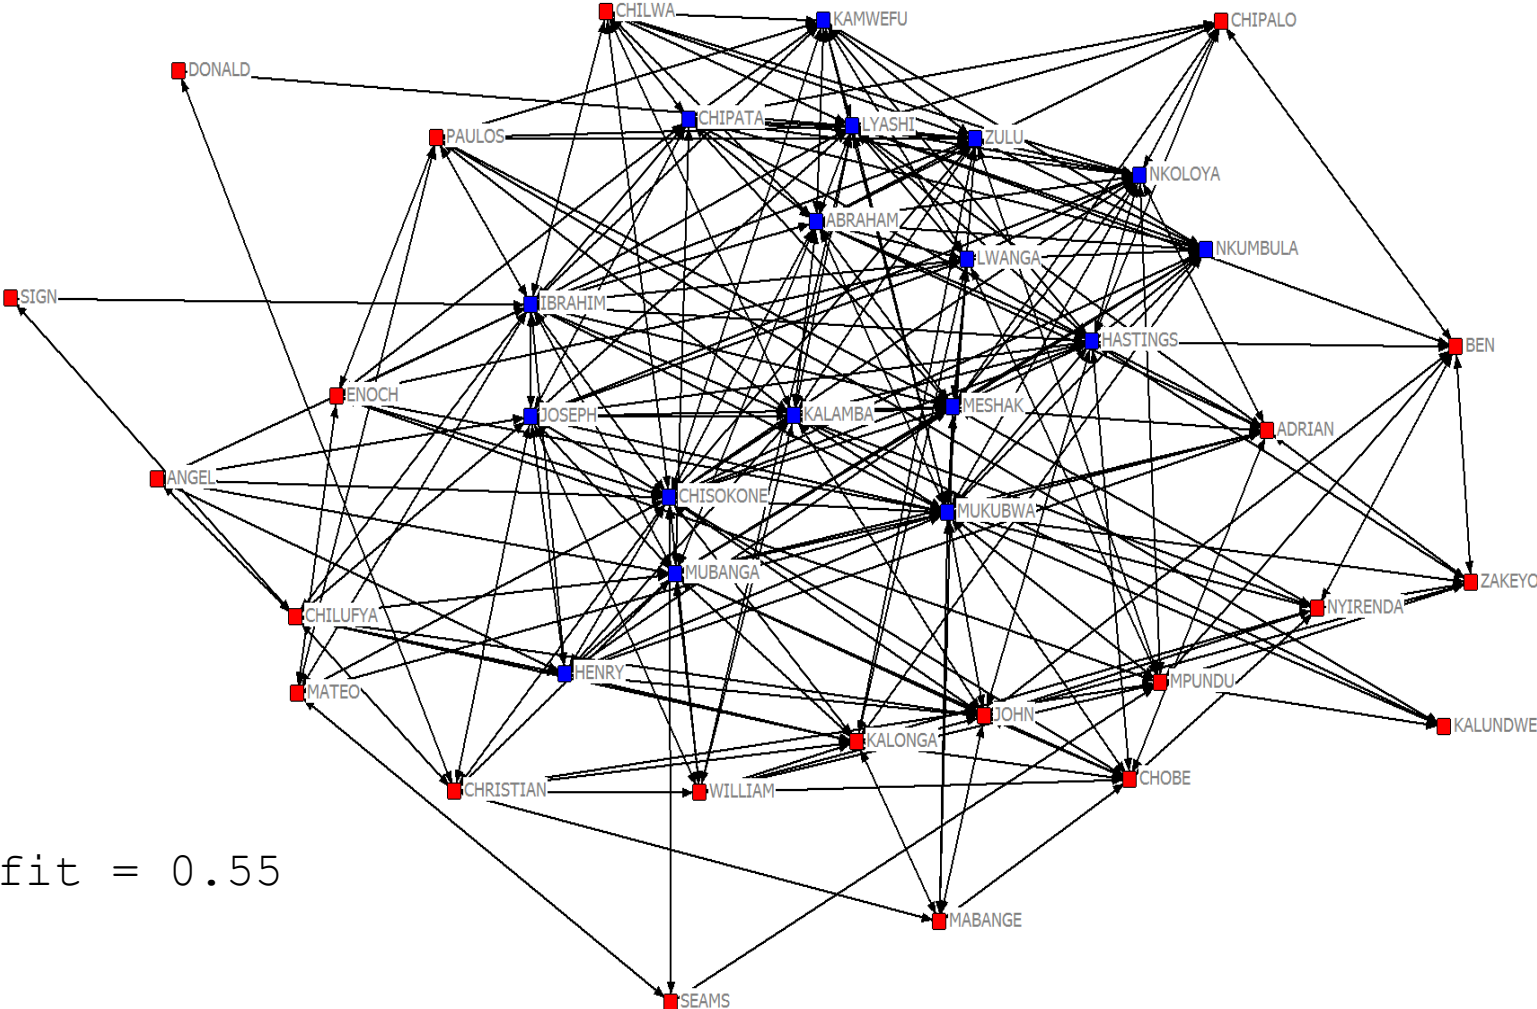 CHILWA
KAMWEFU
CHIPALO
DONALD
CHIPATA
LYASHI
ZULU
PAULOS
NKOLOYA
ABRAHAM
NKUMBULA
LWANGA
SIGN
IBRAHIM
HASTINGS
BEN
ENOCH
JOSEPH
KALAMBA
MESHAK
ADRIAN
ANGEL
CHISOKONE
MUKUBWA
MUBANGA
ZAKEYO
CHILUFYA
NYIRENDA
HENRY
MPUNDU
MATEO
JOHN
KALUNDWE
KALONGA
CHOBE
CHRISTIAN
WILLIAM
fit = 0.55
MABANGE
SEAMS